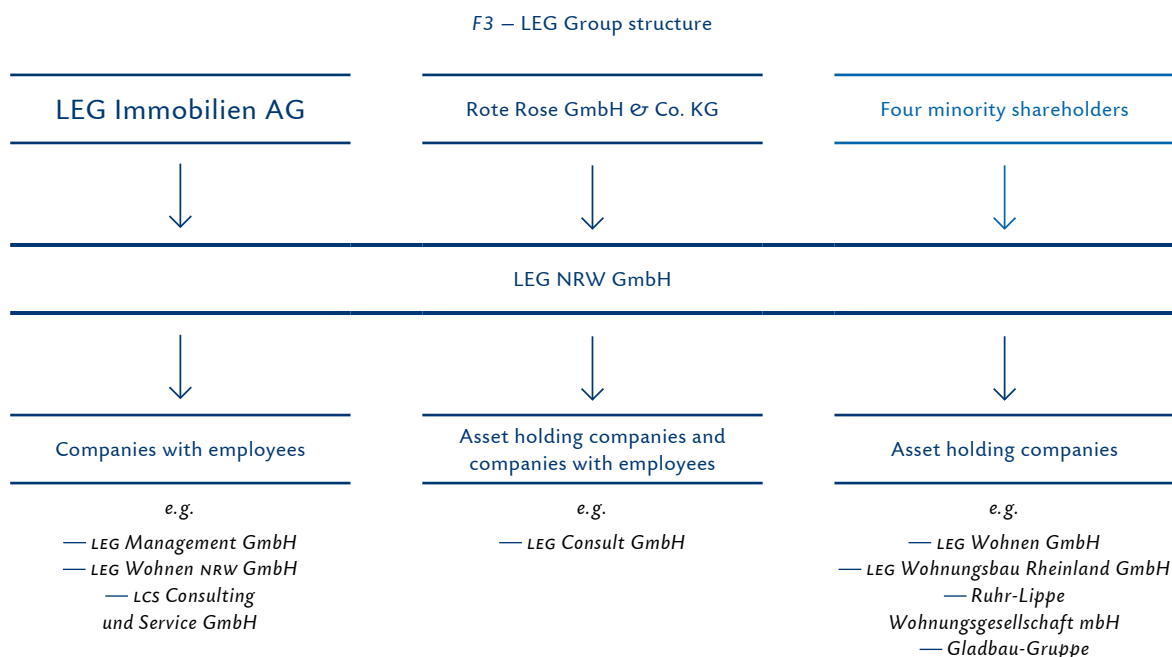 F3 – LEG Group structure
LEG Immobilien AG
Rote Rose GmbH & Co. KG
Four minority shareholders
LEG NRW GmbH
Companies with employees
Asset holding companies and
companies with employees
Asset holding companies
e.g.
— LEG Management GmbH
— LEG Wohnen NRW GmbH
— LCS Consulting
und Service GmbH
e.g.
— LEG Consult GmbH
e.g.
— LEG Wohnen GmbH
— LEG Wohnungsbau Rheinland GmbH
— Ruhr-Lippe
Wohnungsgesellschaft mbH
— Gladbau-Gruppe